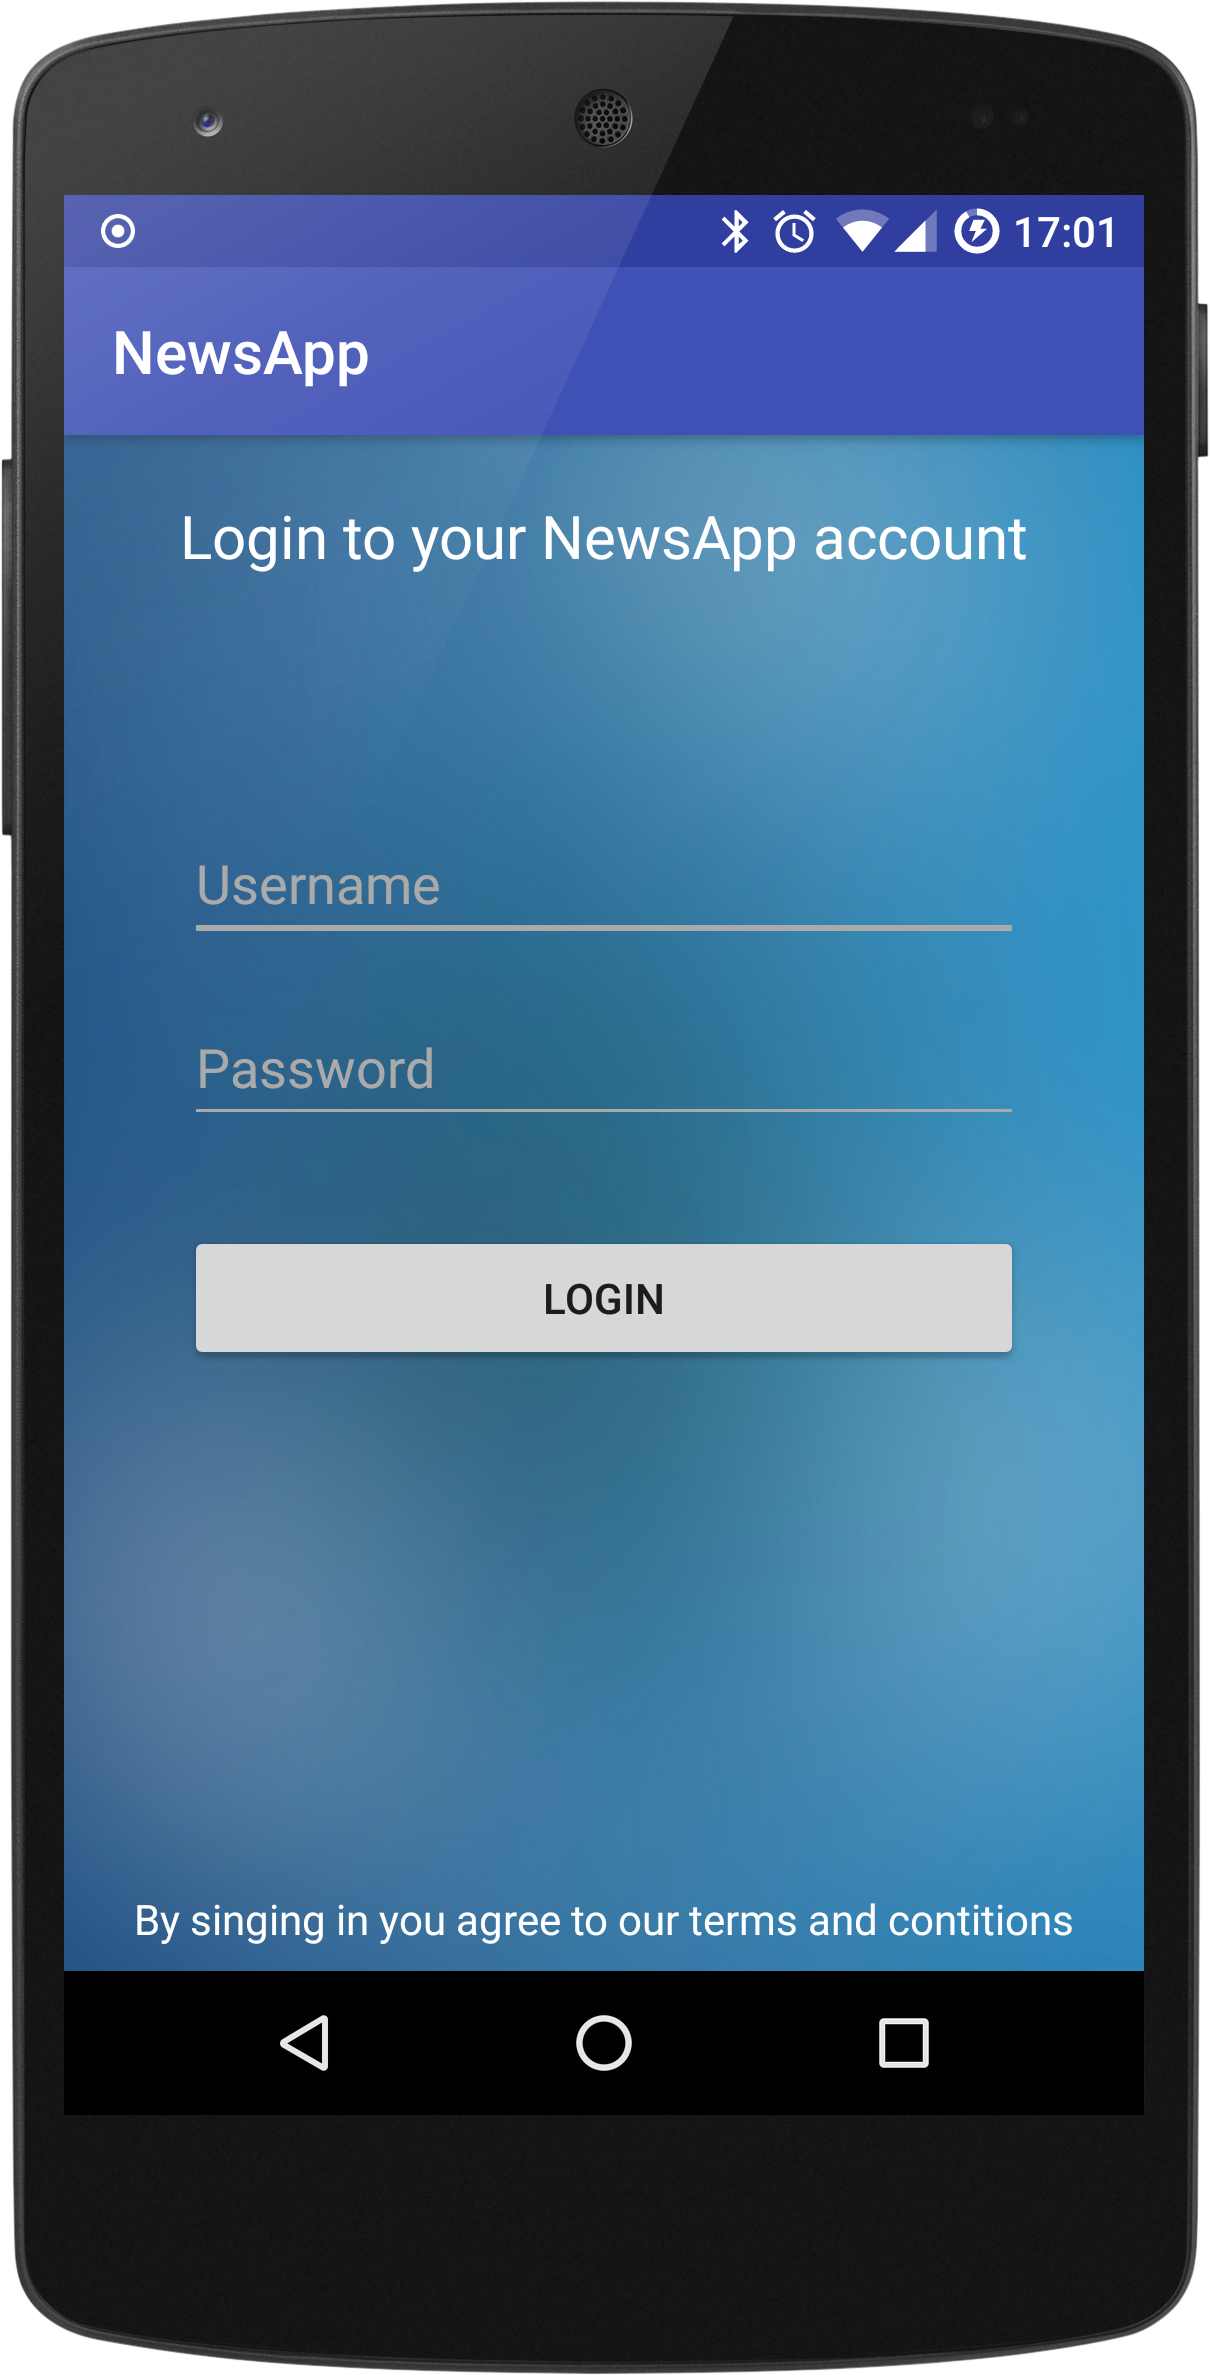 17:01
NewsApp
Login to your NewsApp account
Username
Password
LOGIN
By singing in you agree to our terms and contitions